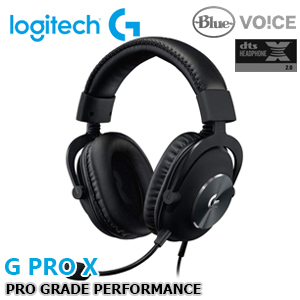 logitech G
Blue VO!CE
dts
HEADPHONE X
2.0
G PRO X
PRO GRADE PERFORMANCE